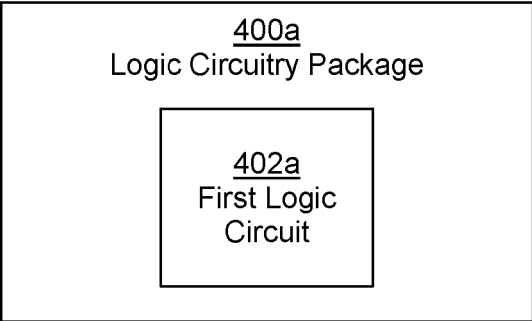 400a
Logic Circuitry Package
402a
First Logic
Circuit